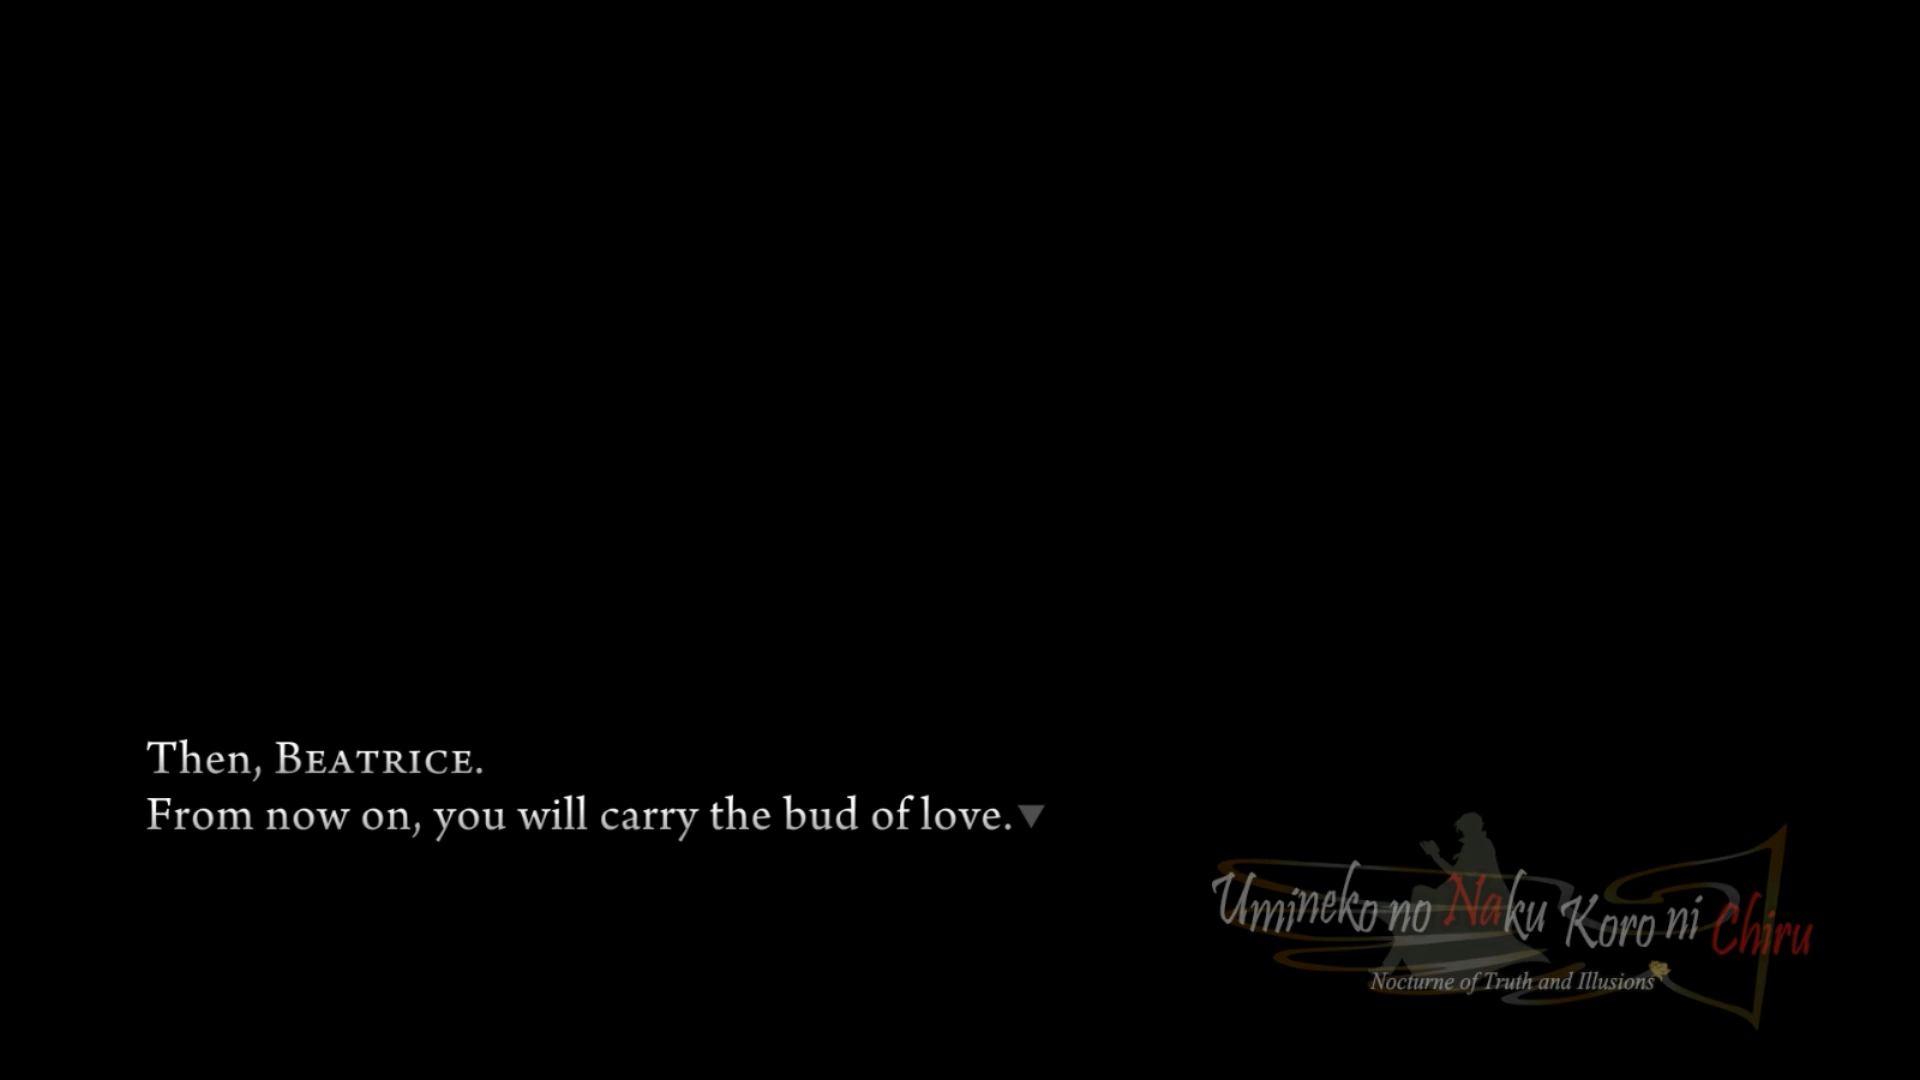 Then, BEATRICE.
From now on, you will carry the bud of love.
Umineko no Naku Koro ni Chiru
Nocturne of Truth and Illusions